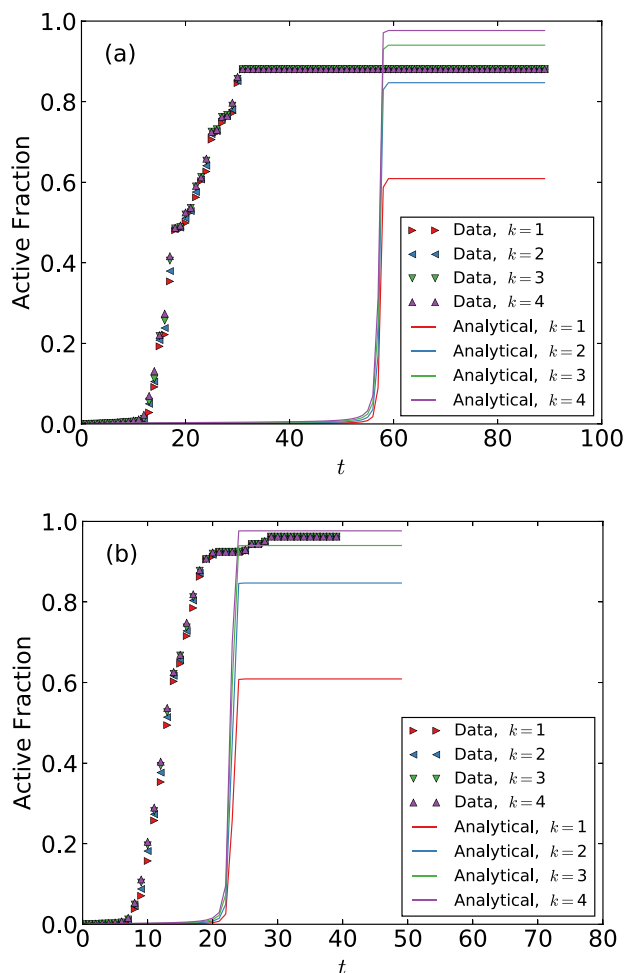 1.0
(a)
0.8
0.6
0.4
0.2
0.0
Active Fraction
Data, k=1
Data, k=2
Data, k=3
Data, k=4
Analytical, k=1
Analytical, k=2
Analytical, k=3
Analytical, k=4
0 20 40 60 80 100
t
1.0
(b)
0.8
0.6
0.4
0.2
0.0
Active Fraction
Data, k=1
Data, k=2
Data, k=3
Data, k=4
Analytical, k=1
Analytical, k=2
Analytical, k=3
Analytical, k=4
0 10 20 30 40 50 60 70 80
t